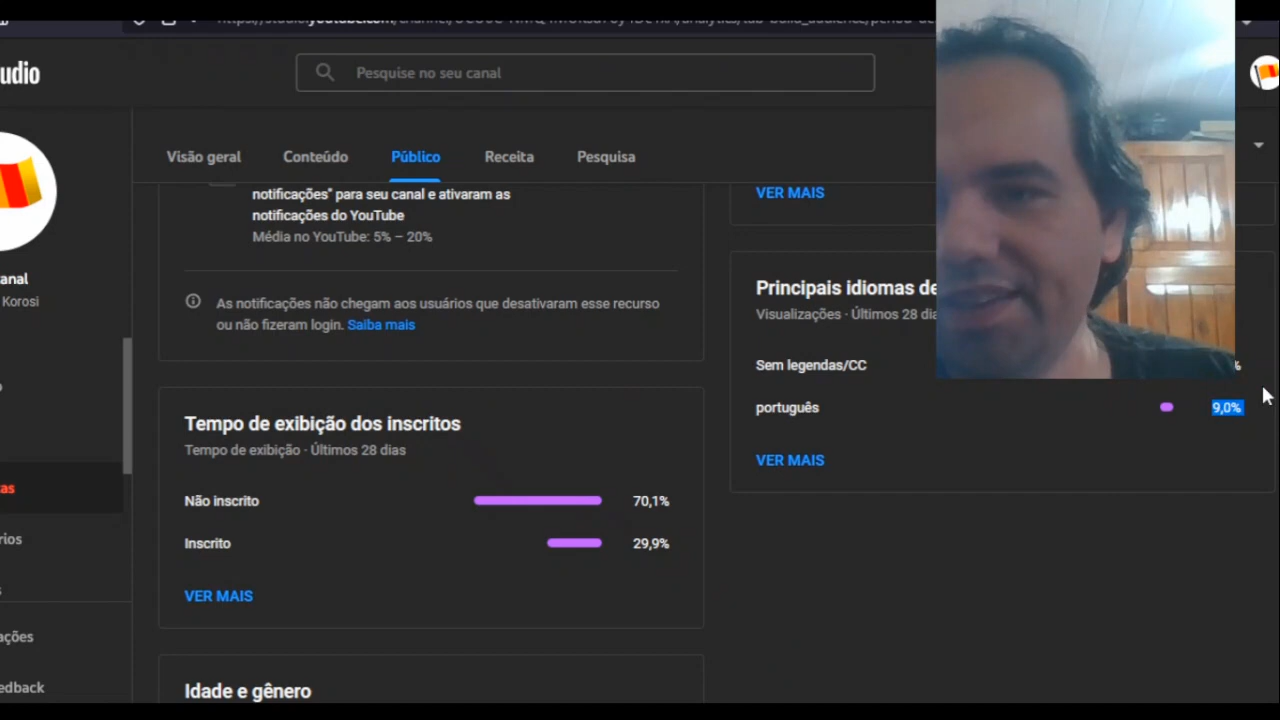 udio
Pesquise no seu canal
Visão geral
Conteúdo
Público
Receita
Pesquisa
notificações" para seu canal e ativaram as
notificações do YouTube
Média no YouTube: 5% – 20%
As notificações não chegam aos usuários que desativaram esse recurso
ou não fizeram login. Saiba mais
VER MAIS
anal
Korosi
Principais idiomas de
Visualizações · Últimos 28 dia
Sem legendas/CC
%
português
9,0%
VER MAIS
Tempo de exibição dos inscritos
Tempo de exibição · Últimos 28 dias
Não inscrito
70,1%
Inscrito
29,9%
VER MAIS
as
rios
ações
edback
Idade e gênero